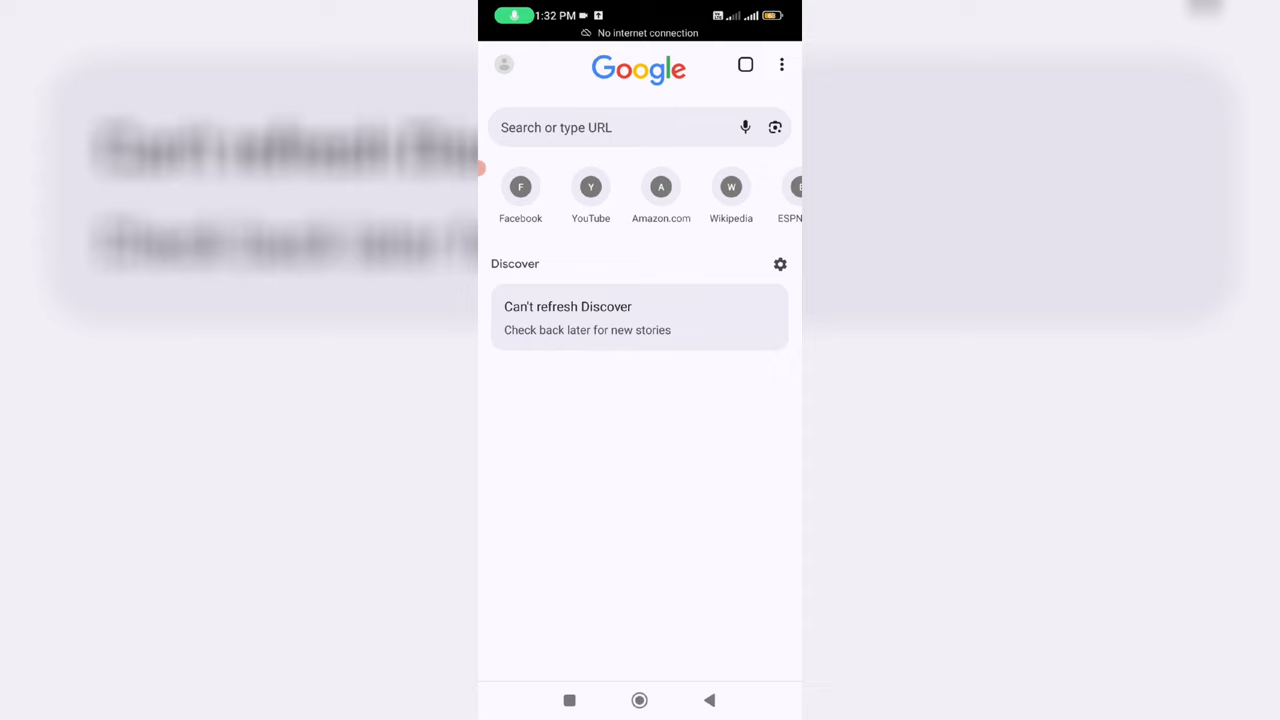 1:32 PM
No internet connection
Google
Search or type URL
F Y A W
Facebook YouTube Amazon.com Wikipedia ESPN
Discover
Can't refresh Discover
Check back later for new stories